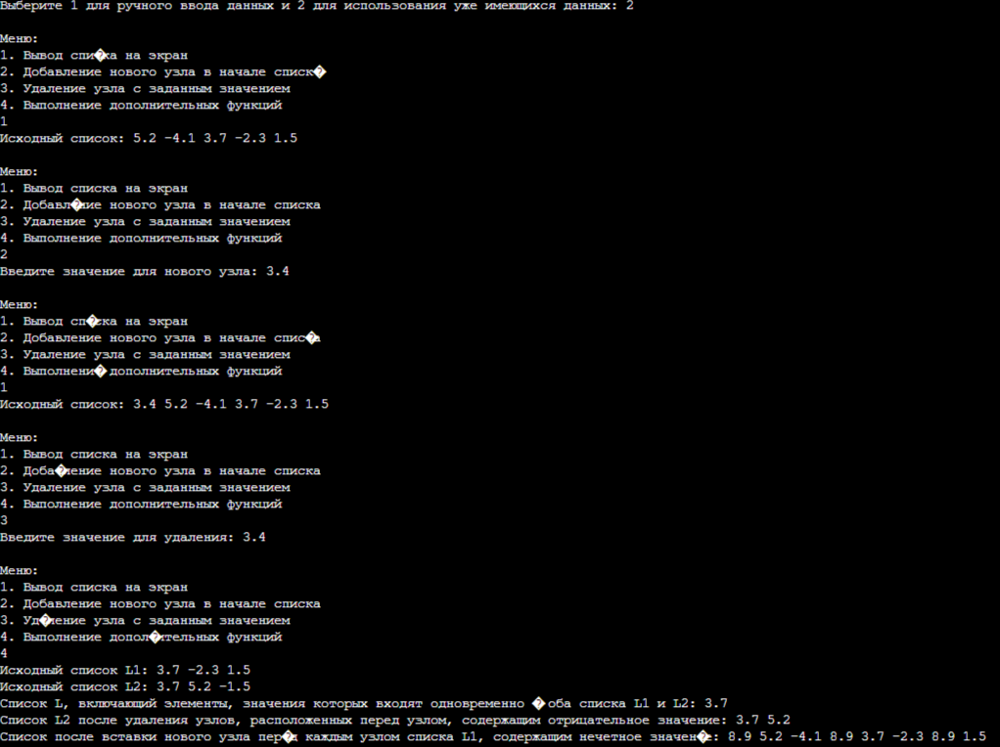 Выберите 1 для ручного ввода данных и 2 для использования уже имеющихся данных: 2
Меню:
1. Вывод спи�ка на экран
2. Добавление нового узла в начале списк�
3. Удаление узла с заданным значением
4. Выполнение дополнительных функций
1
Исходный список: 5.2 -4.1 3.7 -2.3 1.5
Меню:
1. Вывод списка на экран
2. Добавл�ние нового узла в начале списка
3. Удаление узла с заданным значением
4. Выполнение дополнительных функций
2
Введите значение для нового узла: 3.4
Меню:
1. Вывод сп�ска на экран
2. Добавление нового узла в начале спис�а
3. Удаление узла с заданным значением
4. Выполнени� дополнительных функций
1
Исходный список: 3.4 5.2 -4.1 3.7 -2.3 1.5
Меню:
1. Вывод списка на экран
2. Доба�ление нового узла в начале списка
3. Удаление узла с заданным значением
4. Выполнение дополнительных функций
3
Введите значение для удаления: 3.4
Меню:
1. Вывод списка на экран
2. Добавление нового узла в начале списка
3. Уд�ление узла с заданным значением
4. Выполнение допол�ительных функций
4
Исходный список L1: 3.7 -2.3 1.5
Исходный список L2: 3.7 5.2 -1.5
Список L, включающий элементы, значения которых входят одновременно �оба списка L1 и L2: 3.7
Список L2 после удаления узлов, расположенных перед узлом, содержащим отрицательное значение: 3.7 5.2
Список после вставки нового узла пер�д каждым узлом списка L1, содержащим нечетное значен�е: 8.9 5.2 -4.1 8.9 3.7 -2.3 8.9 1.5